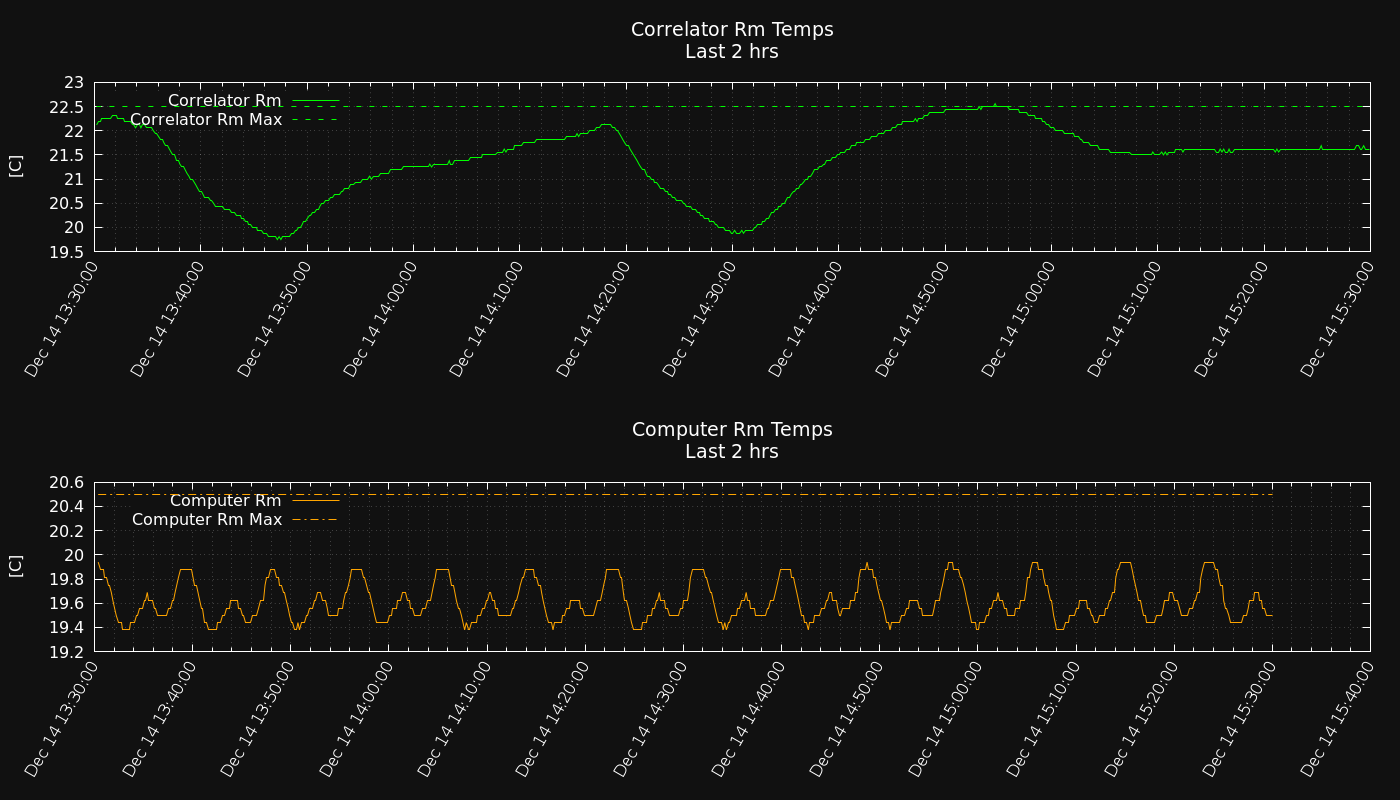 Correlator Rm Temps
Last 2 hrs
[C]
23
22.5
22
21.5
21
20.5
20
19.5
Correlator Rm
Correlator Rm Max
Dec 14 13:30:00
Dec 14 13:40:00
Dec 14 13:50:00
Dec 14 14:00:00
Dec 14 14:10:00
Dec 14 14:20:00
Dec 14 14:30:00
Dec 14 14:40:00
Dec 14 14:50:00
Dec 14 15:00:00
Dec 14 15:10:00
Dec 14 15:20:00
Dec 14 15:30:00
Computer Rm Temps
Last 2 hrs
[C]
20.6
20.4
20.2
20
19.8
19.6
19.4
19.2
Computer Rm
Computer Rm Max
Dec 14 13:30:00
Dec 14 13:40:00
Dec 14 13:50:00
Dec 14 14:00:00
Dec 14 14:10:00
Dec 14 14:20:00
Dec 14 14:30:00
Dec 14 14:40:00
Dec 14 14:50:00
Dec 14 15:00:00
Dec 14 15:10:00
Dec 14 15:20:00
Dec 14 15:30:00
Dec 14 15:40:00